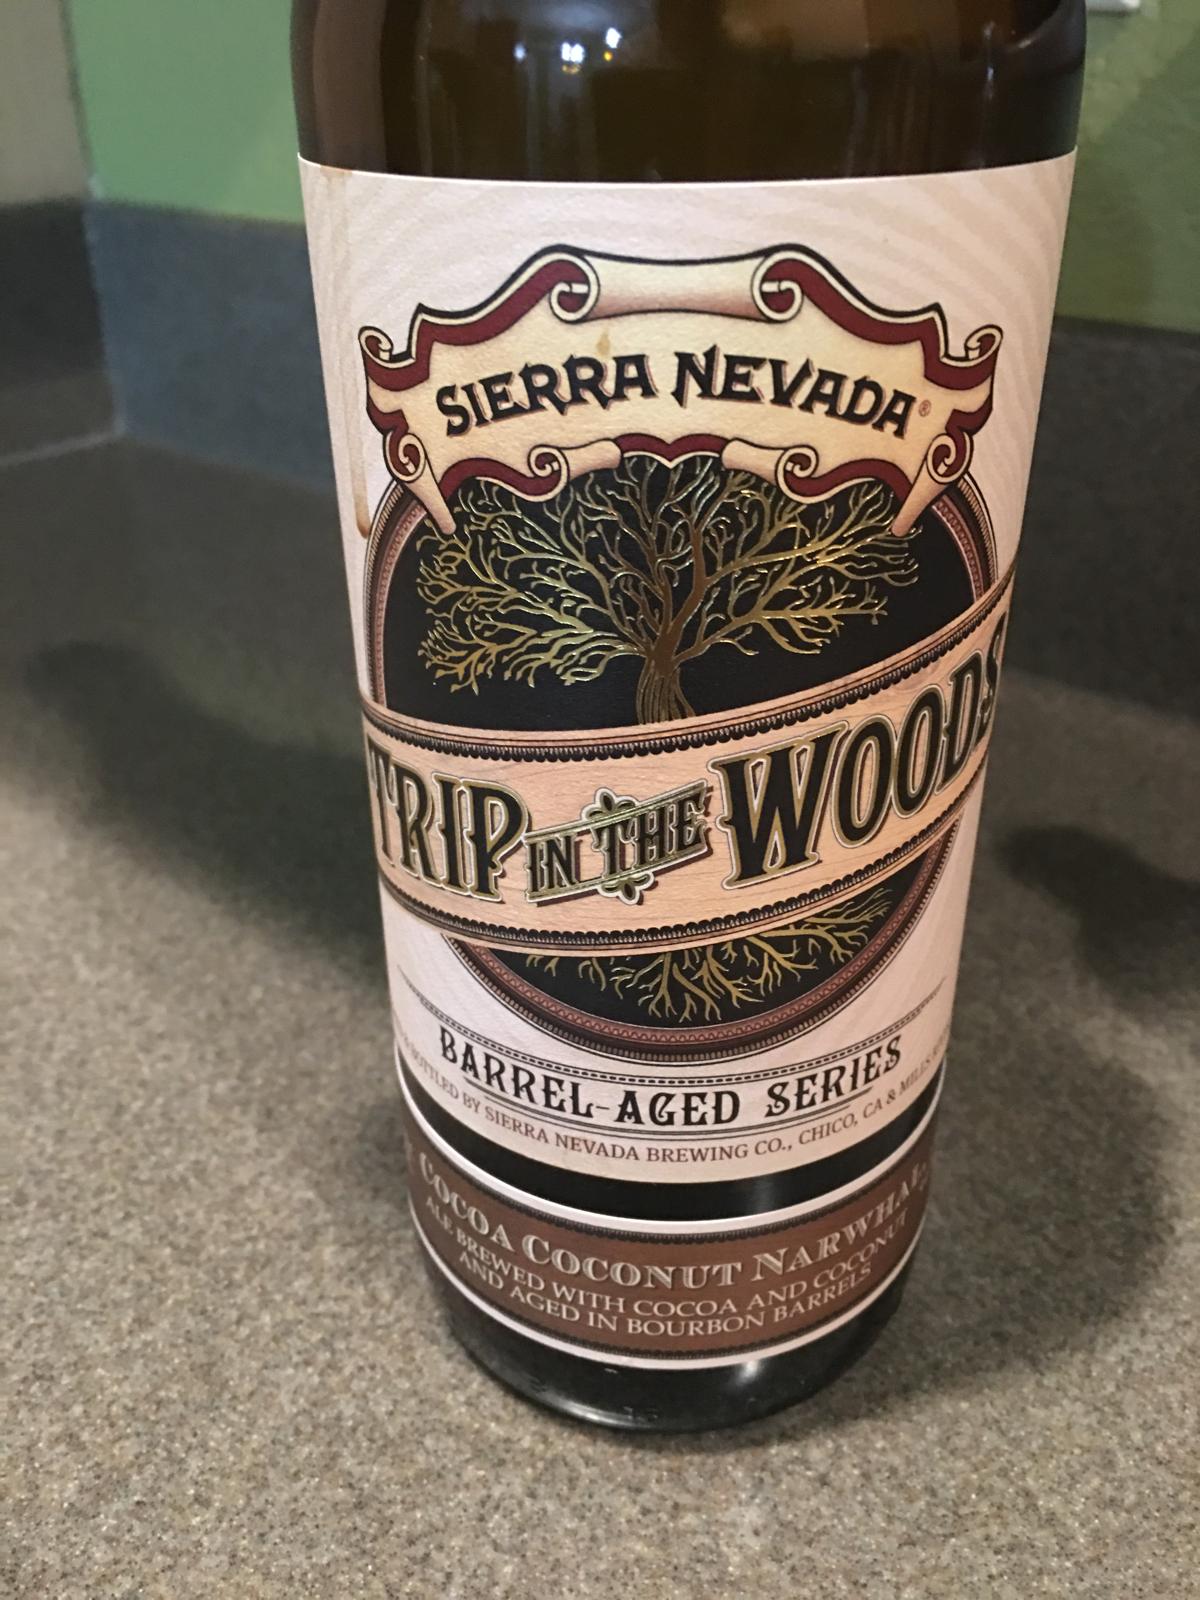 SIERRA NEVADA®
TRIP IN THE WOODS
BARREL-AGED SERIES
BOTTLED BY SIERRA NEVADA BREWING CO., CHICO, CA & MILLS
COCOA COCONUT NARWHAL
ALE BREWED WITH COCOA AND COCONUT
AND AGED IN BOURBON BARRELS